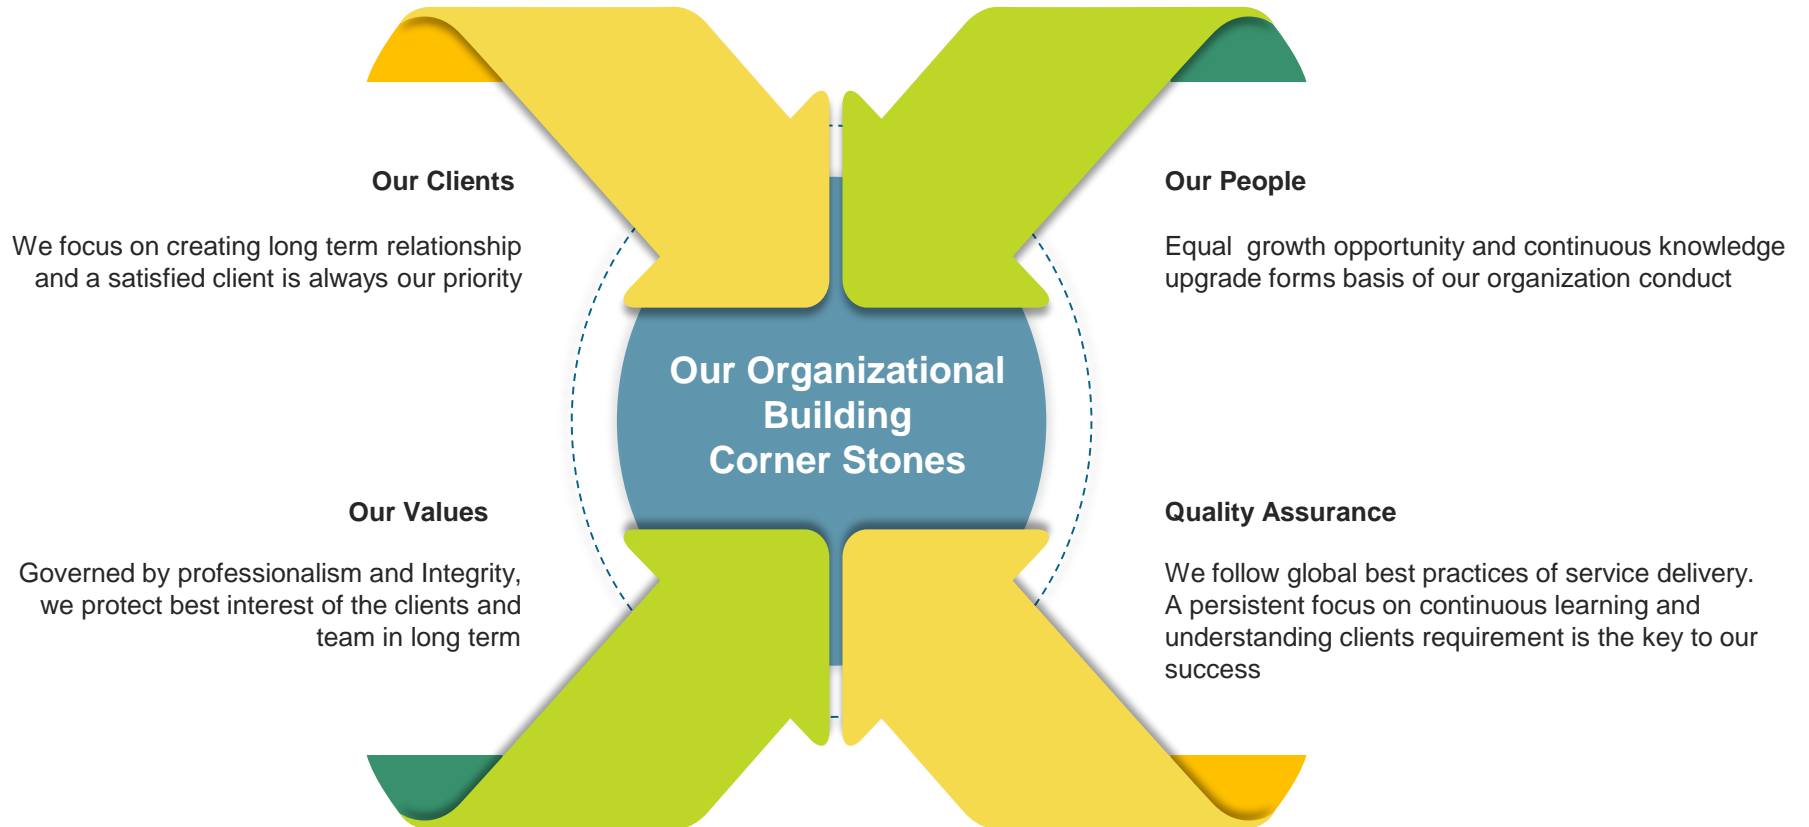 Our Clients
We focus on creating long term relationship
and a satisfied client is always our priority
Our People
Equal  growth opportunity and continuous knowledge
upgrade forms basis of our organization conduct
Our Organizational
Building
Corner Stones
Our Values
Governed by professionalism and Integrity,
we protect best interest of the clients and
team in long term
Quality Assurance
We follow global best practices of service delivery.
A persistent focus on continuous learning and
understanding clients requirement is the key to our
success